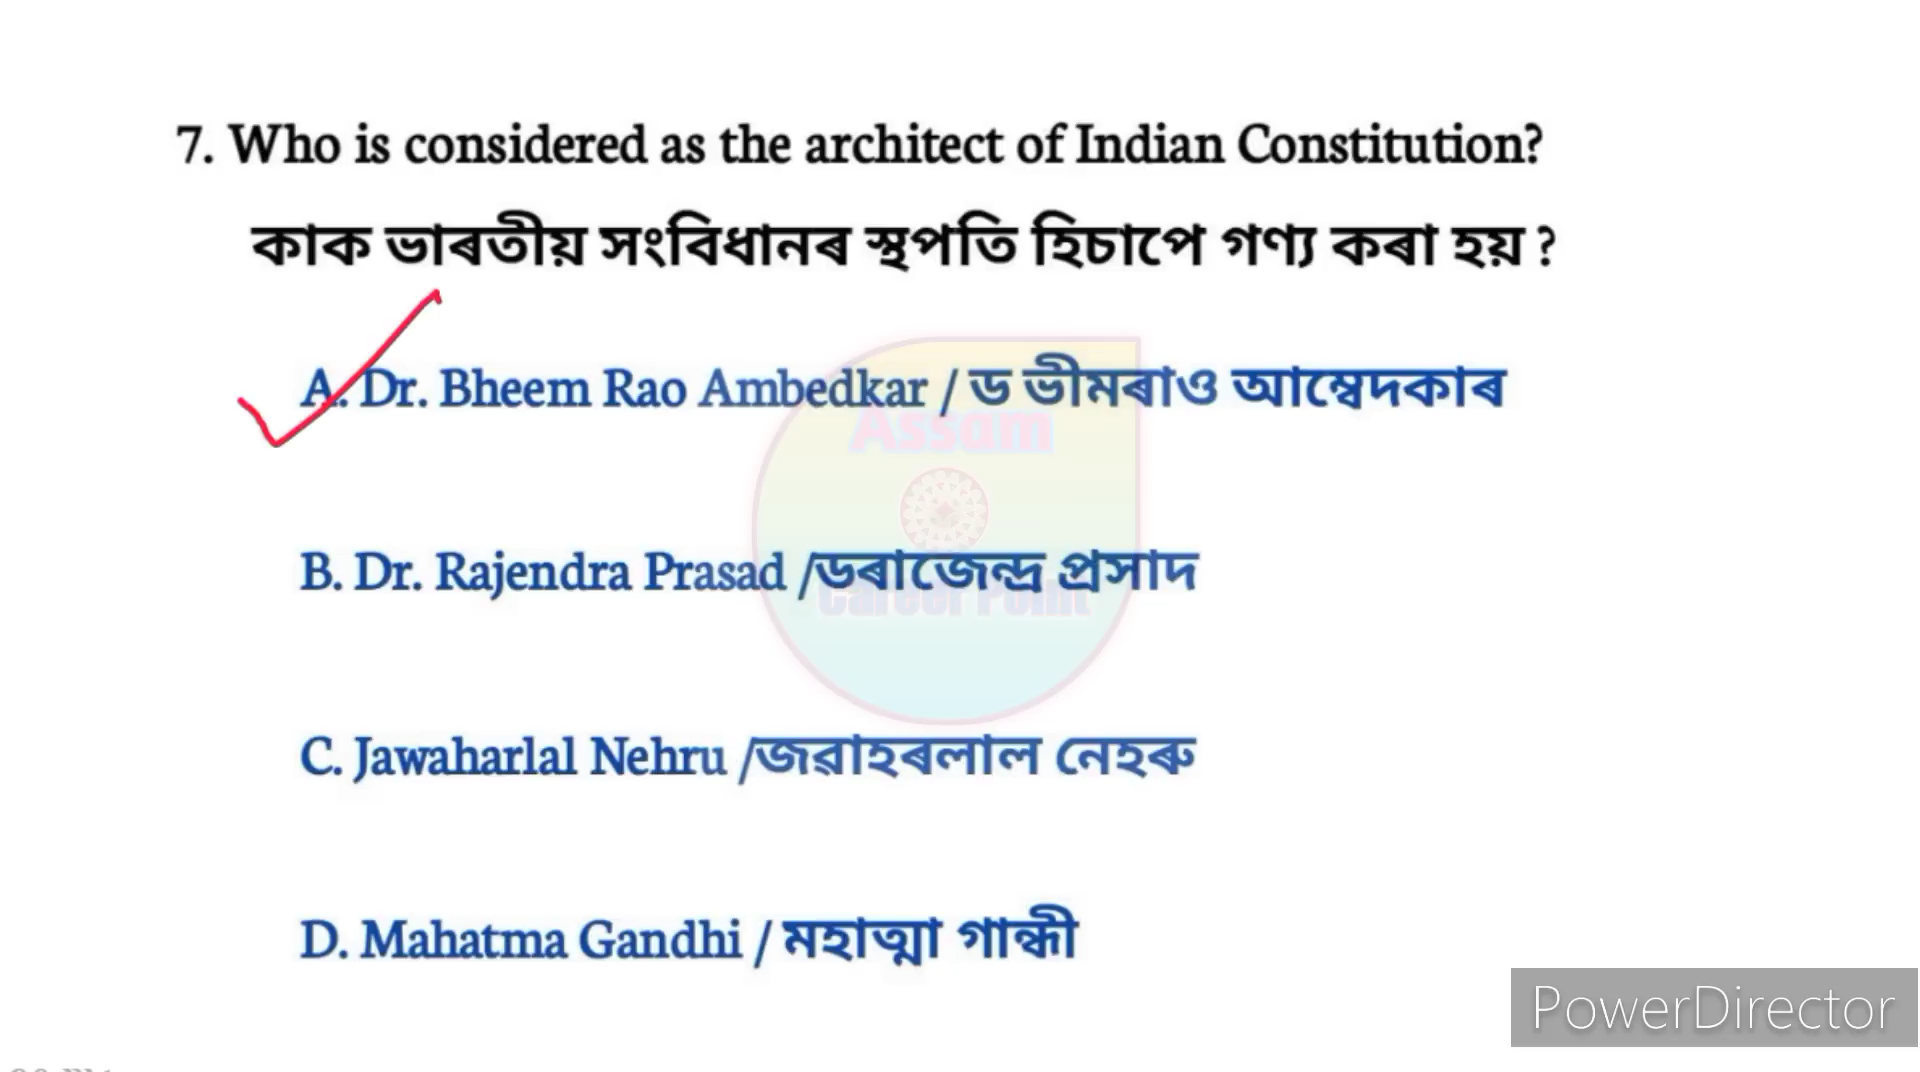 7. Who is considered as the architect of Indian Constitution?
কাক ভাৰতীয় সংবিধানৰ স্থপতি হিচাপে গণ্য কৰা হয় ?
A. Dr. Bheem Rao Ambedkar / ড ভীমৰাও আম্বেদকাৰ
Assam
B. Dr. Rajendra Prasad /ডৰাজেন্দ্ৰ প্ৰসাদ
Career Point
C. Jawaharlal Nehru /জৱাহৰলাল নেহৰু
D. Mahatma Gandhi / মহাত্মা গান্ধী
PowerDirector